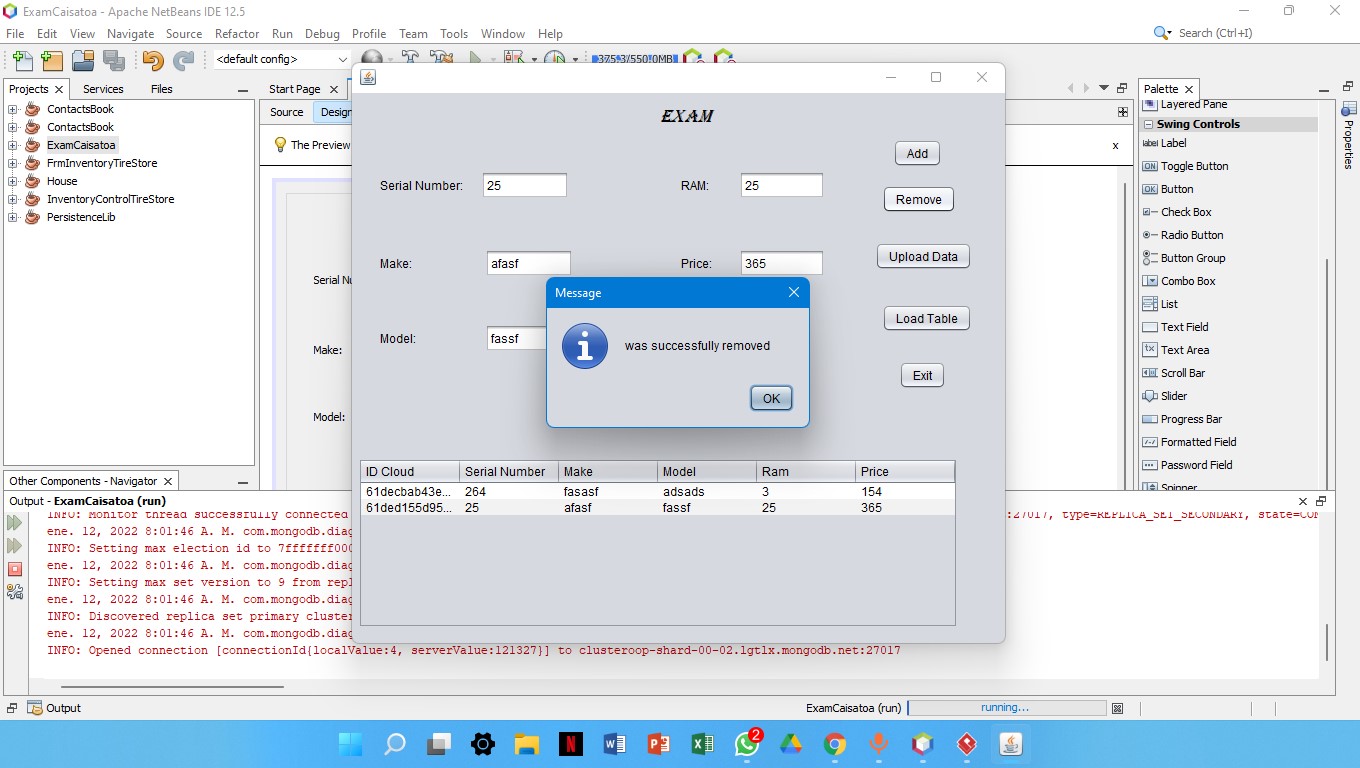 ExamCaisatoa - Apache NetBeans IDE 12.5
File Edit View Navigate Source Refactor Run Debug Profile Team Tools Window Help
Search (Ctrl+I)
<default config>
375.3/550.0MB
Projects
Services
Files
Start Page
ContactsBook
ContactsBook
ExamCaisatoa
FrmInventoryTireStore
House
InventoryControlTireStore
PersistenceLib
Source
Design
The Preview
x
Serial Nu
Make:
Model:
EXAM
Serial Number: 25
RAM: 25
Make: afasf
Price: 365
Model: fassf
Add
Remove
Upload Data
Load Table
Exit
Message
was successfully removed
OK
ID Cloud Serial Number Make Model Ram Price
61decbab43e... 264 fasasf adsads 3 154
61ded155d95... 25 afasf fassf 25 365
Palette
Layered Pane
Swing Controls
label Label
ON Toggle Button
OK Button
Check Box
Radio Button
Button Group
Combo Box
List
Text Field
Text Area
Scroll Bar
Slider
Progress Bar
Formatted Field
Password Field
Spinner
Properties
Other Components - Navigator
Output - ExamCaisatoa (run)
INFO: Monitor thread successfully connected
:27017, type=REPLICA_SET_SECONDARY, state=CON
ene. 12, 2022 8:01:46 A. M. com.mongodb.diag
INFO: Setting max election id to 7fffffff000
ene. 12, 2022 8:01:46 A. M. com.mongodb.diag
INFO: Setting max set version to 9 from repl
ene. 12, 2022 8:01:46 A. M. com.mongodb.diag
INFO: Discovered replica set primary cluster
ene. 12, 2022 8:01:46 A. M. com.mongodb.diag
INFO: Opened connection [connectionId{localValue:4, serverValue:121327}] to clusteroop-shard-00-02.lgtlx.mongodb.net:27017
Output
ExamCaisatoa (run)
running...
2